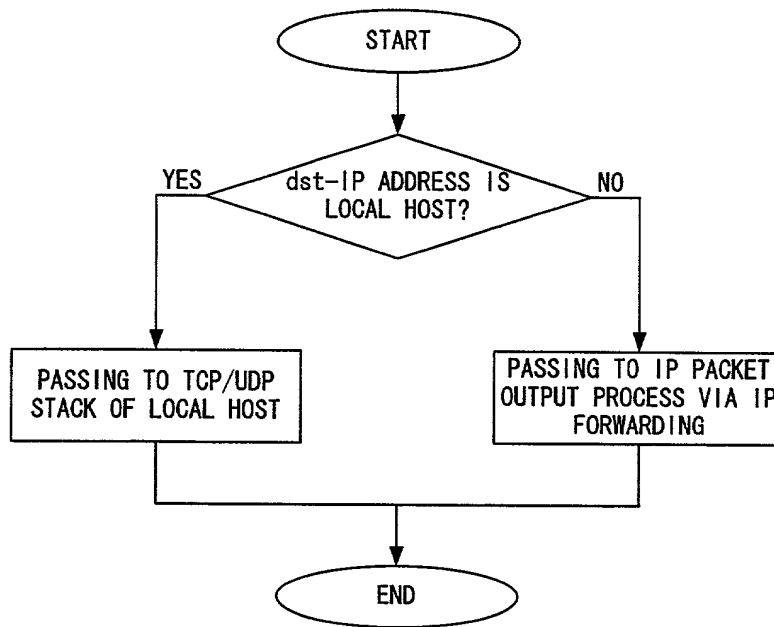 START
YES
dst-IP ADDRESS IS
LOCAL HOST?
NO
PASSING TO TCP/UDP
STACK OF LOCAL HOST
PASSING TO IP PACKET
OUTPUT PROCESS VIA IP
FORWARDING
END